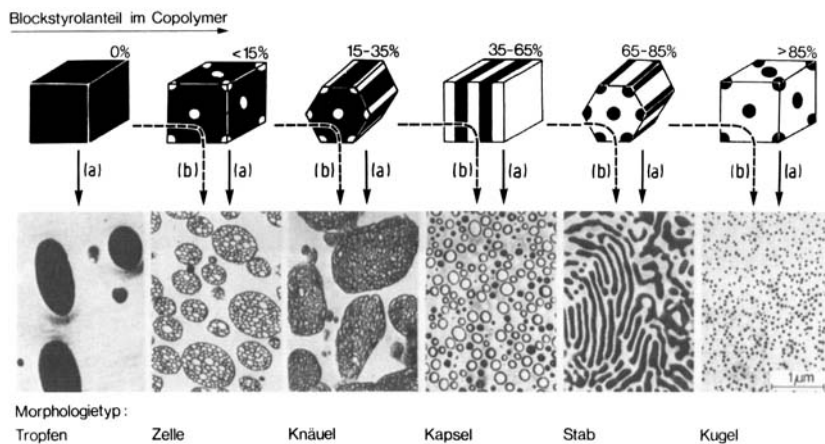 Blockstyrolanteil im Copolymer
0% <15% 15-35% 35-65% 65-85% >85%
(a) (b) (a) (b) (a) (b) (a) (b) (a) (b) (a)
1µm
Morphologietyp:
Tropfen Zelle Knäuel Kapsel Stab Kugel